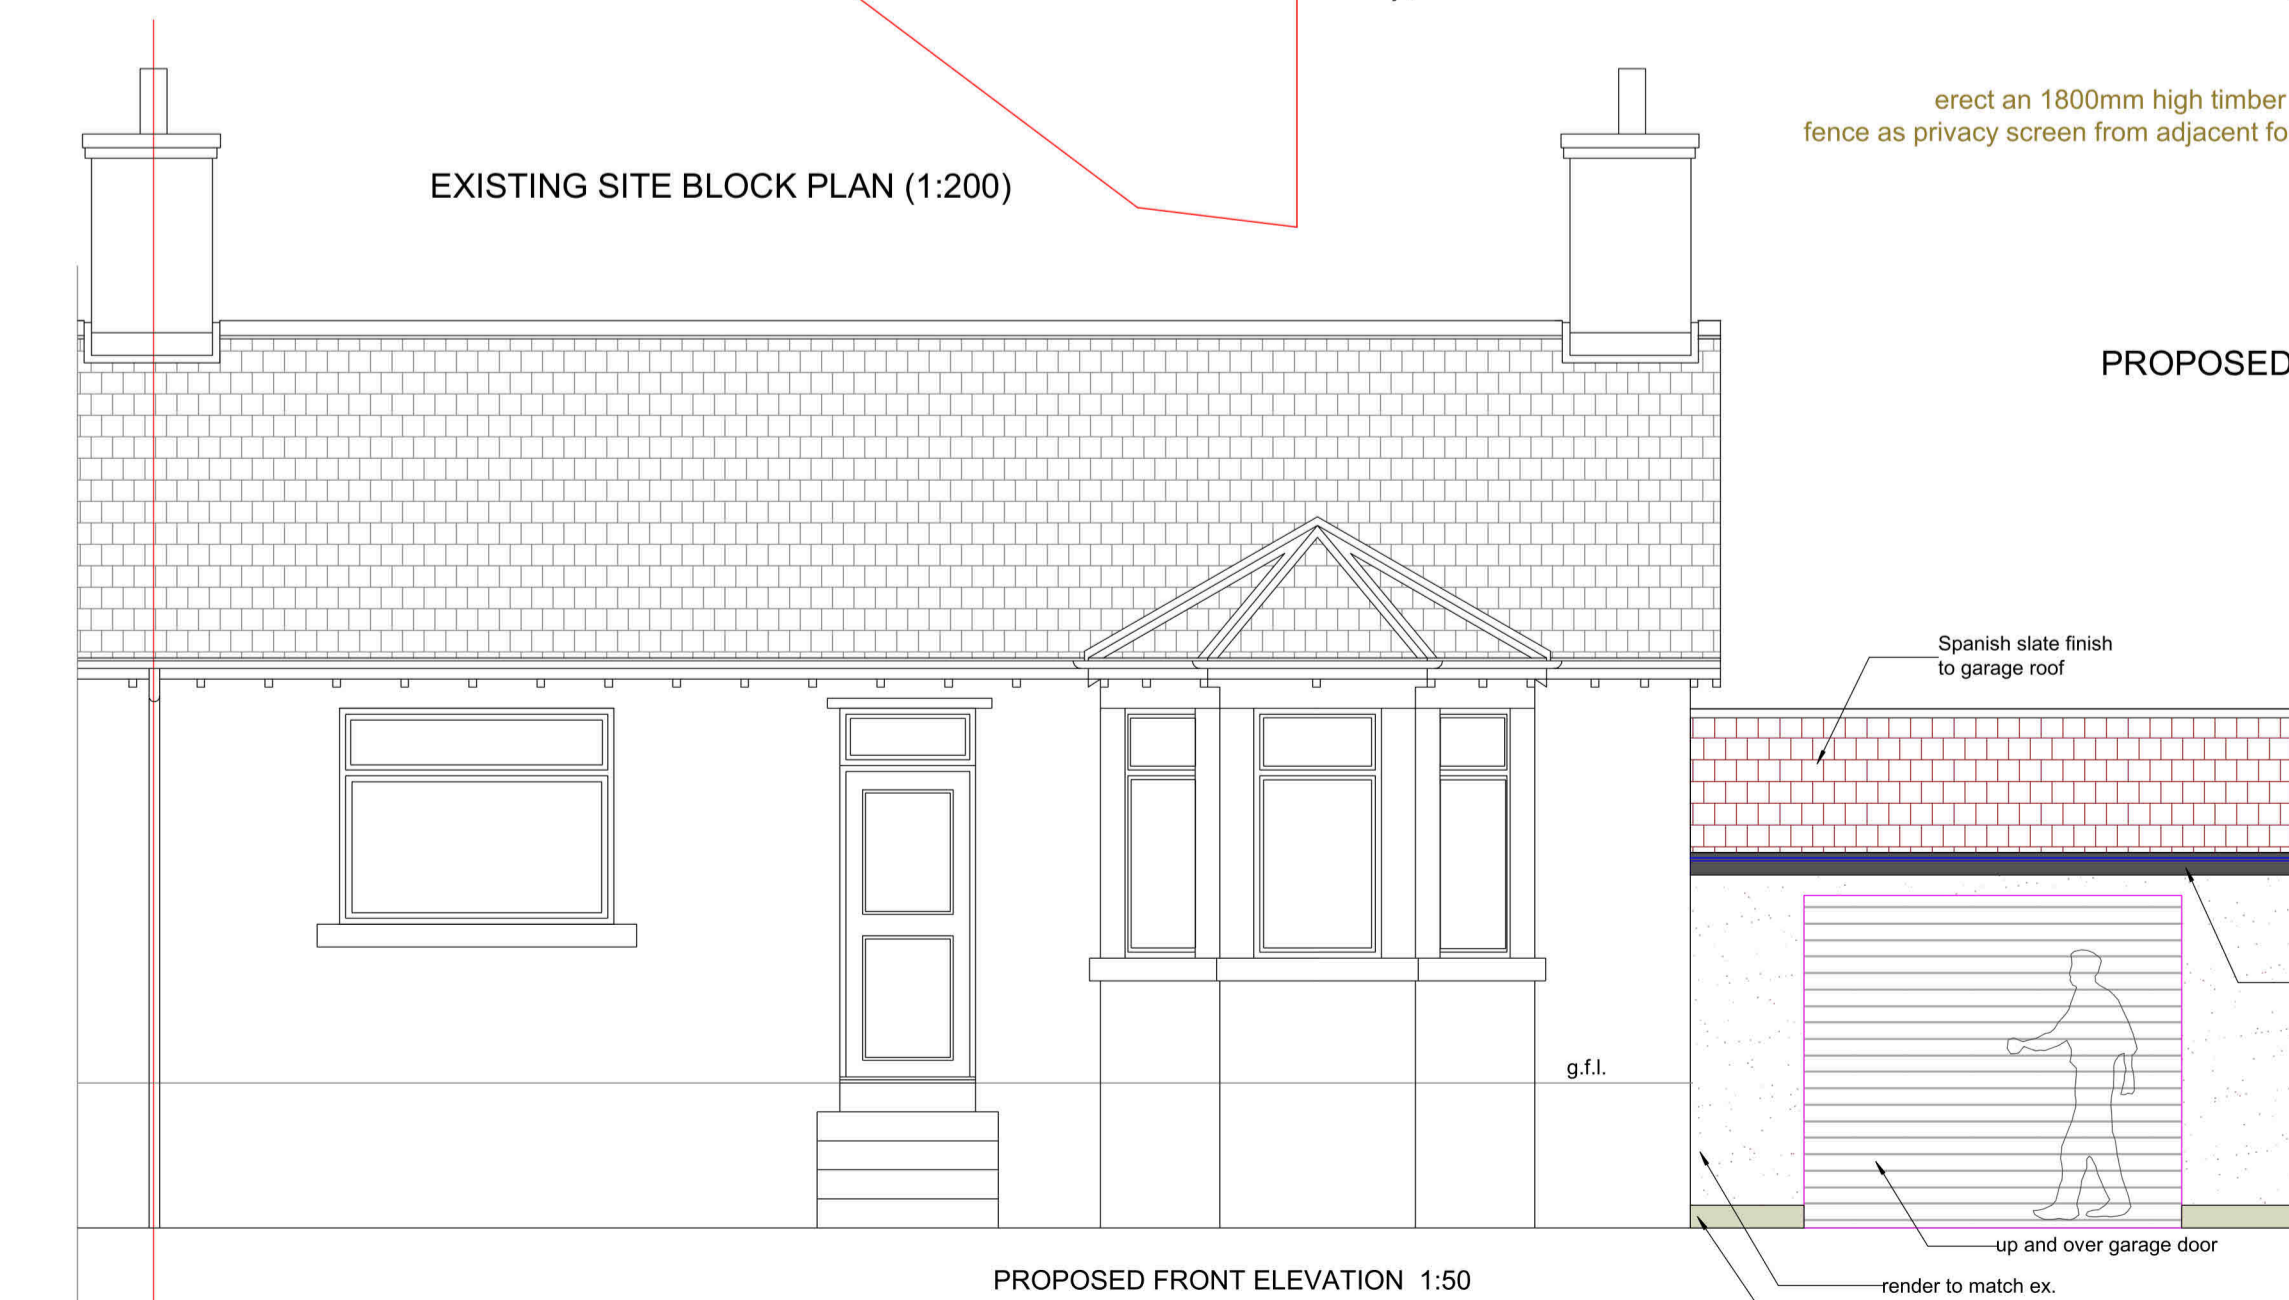 erect an 1800mm high timber
fence as privacy screen from adjacent
EXISTING SITE BLOCK PLAN (1:200)
PROPOSED
Spanish slate finish
to garage roof
g.f.l.
up and over garage door
PROPOSED FRONT ELEVATION 1:50
render to match ex.